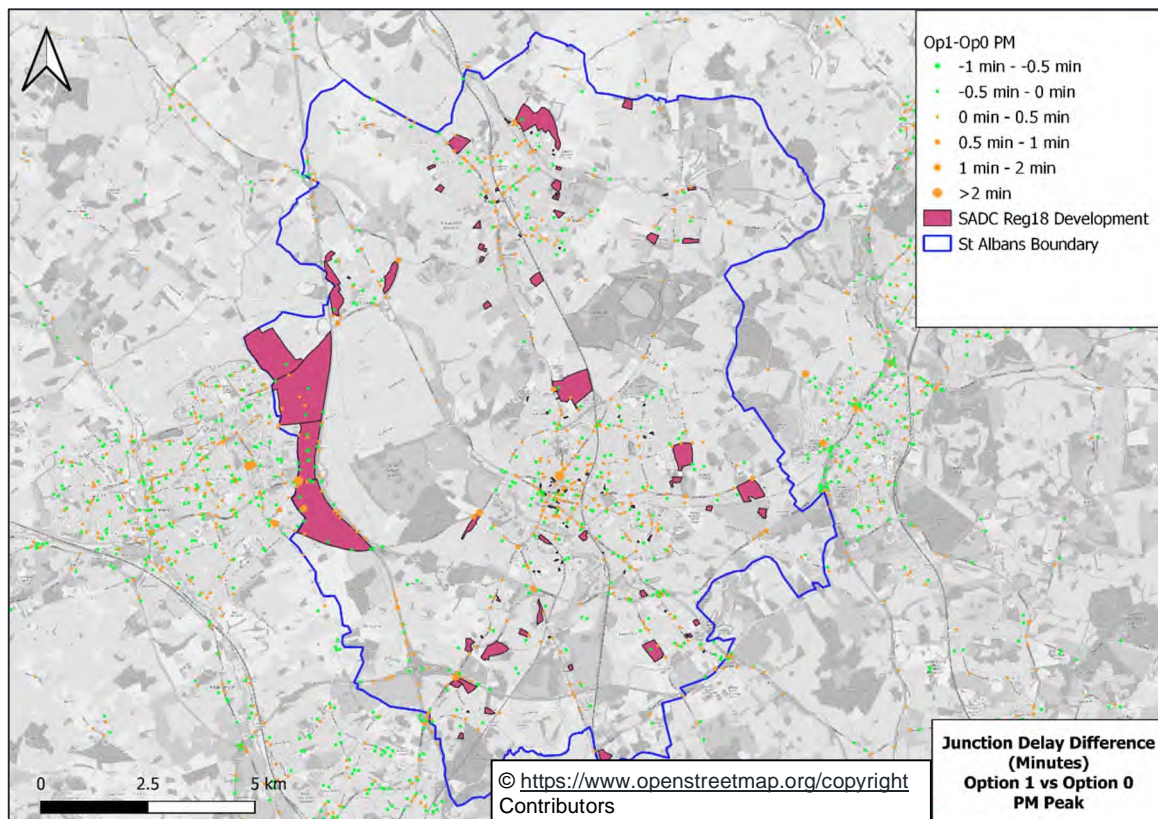 Op1-Op0 PM
-1 min - -0.5 min
-0.5 min - 0 min
0 min - 0.5 min
0.5 min - 1 min
1 min - 2 min
>2 min
SADC Reg18 Development
St Albans Boundary
0 2.5 5 km
© https://www.openstreetmap.org/copyright
Contributors
Junction Delay Difference
(Minutes)
Option 1 vs Option 0
PM Peak